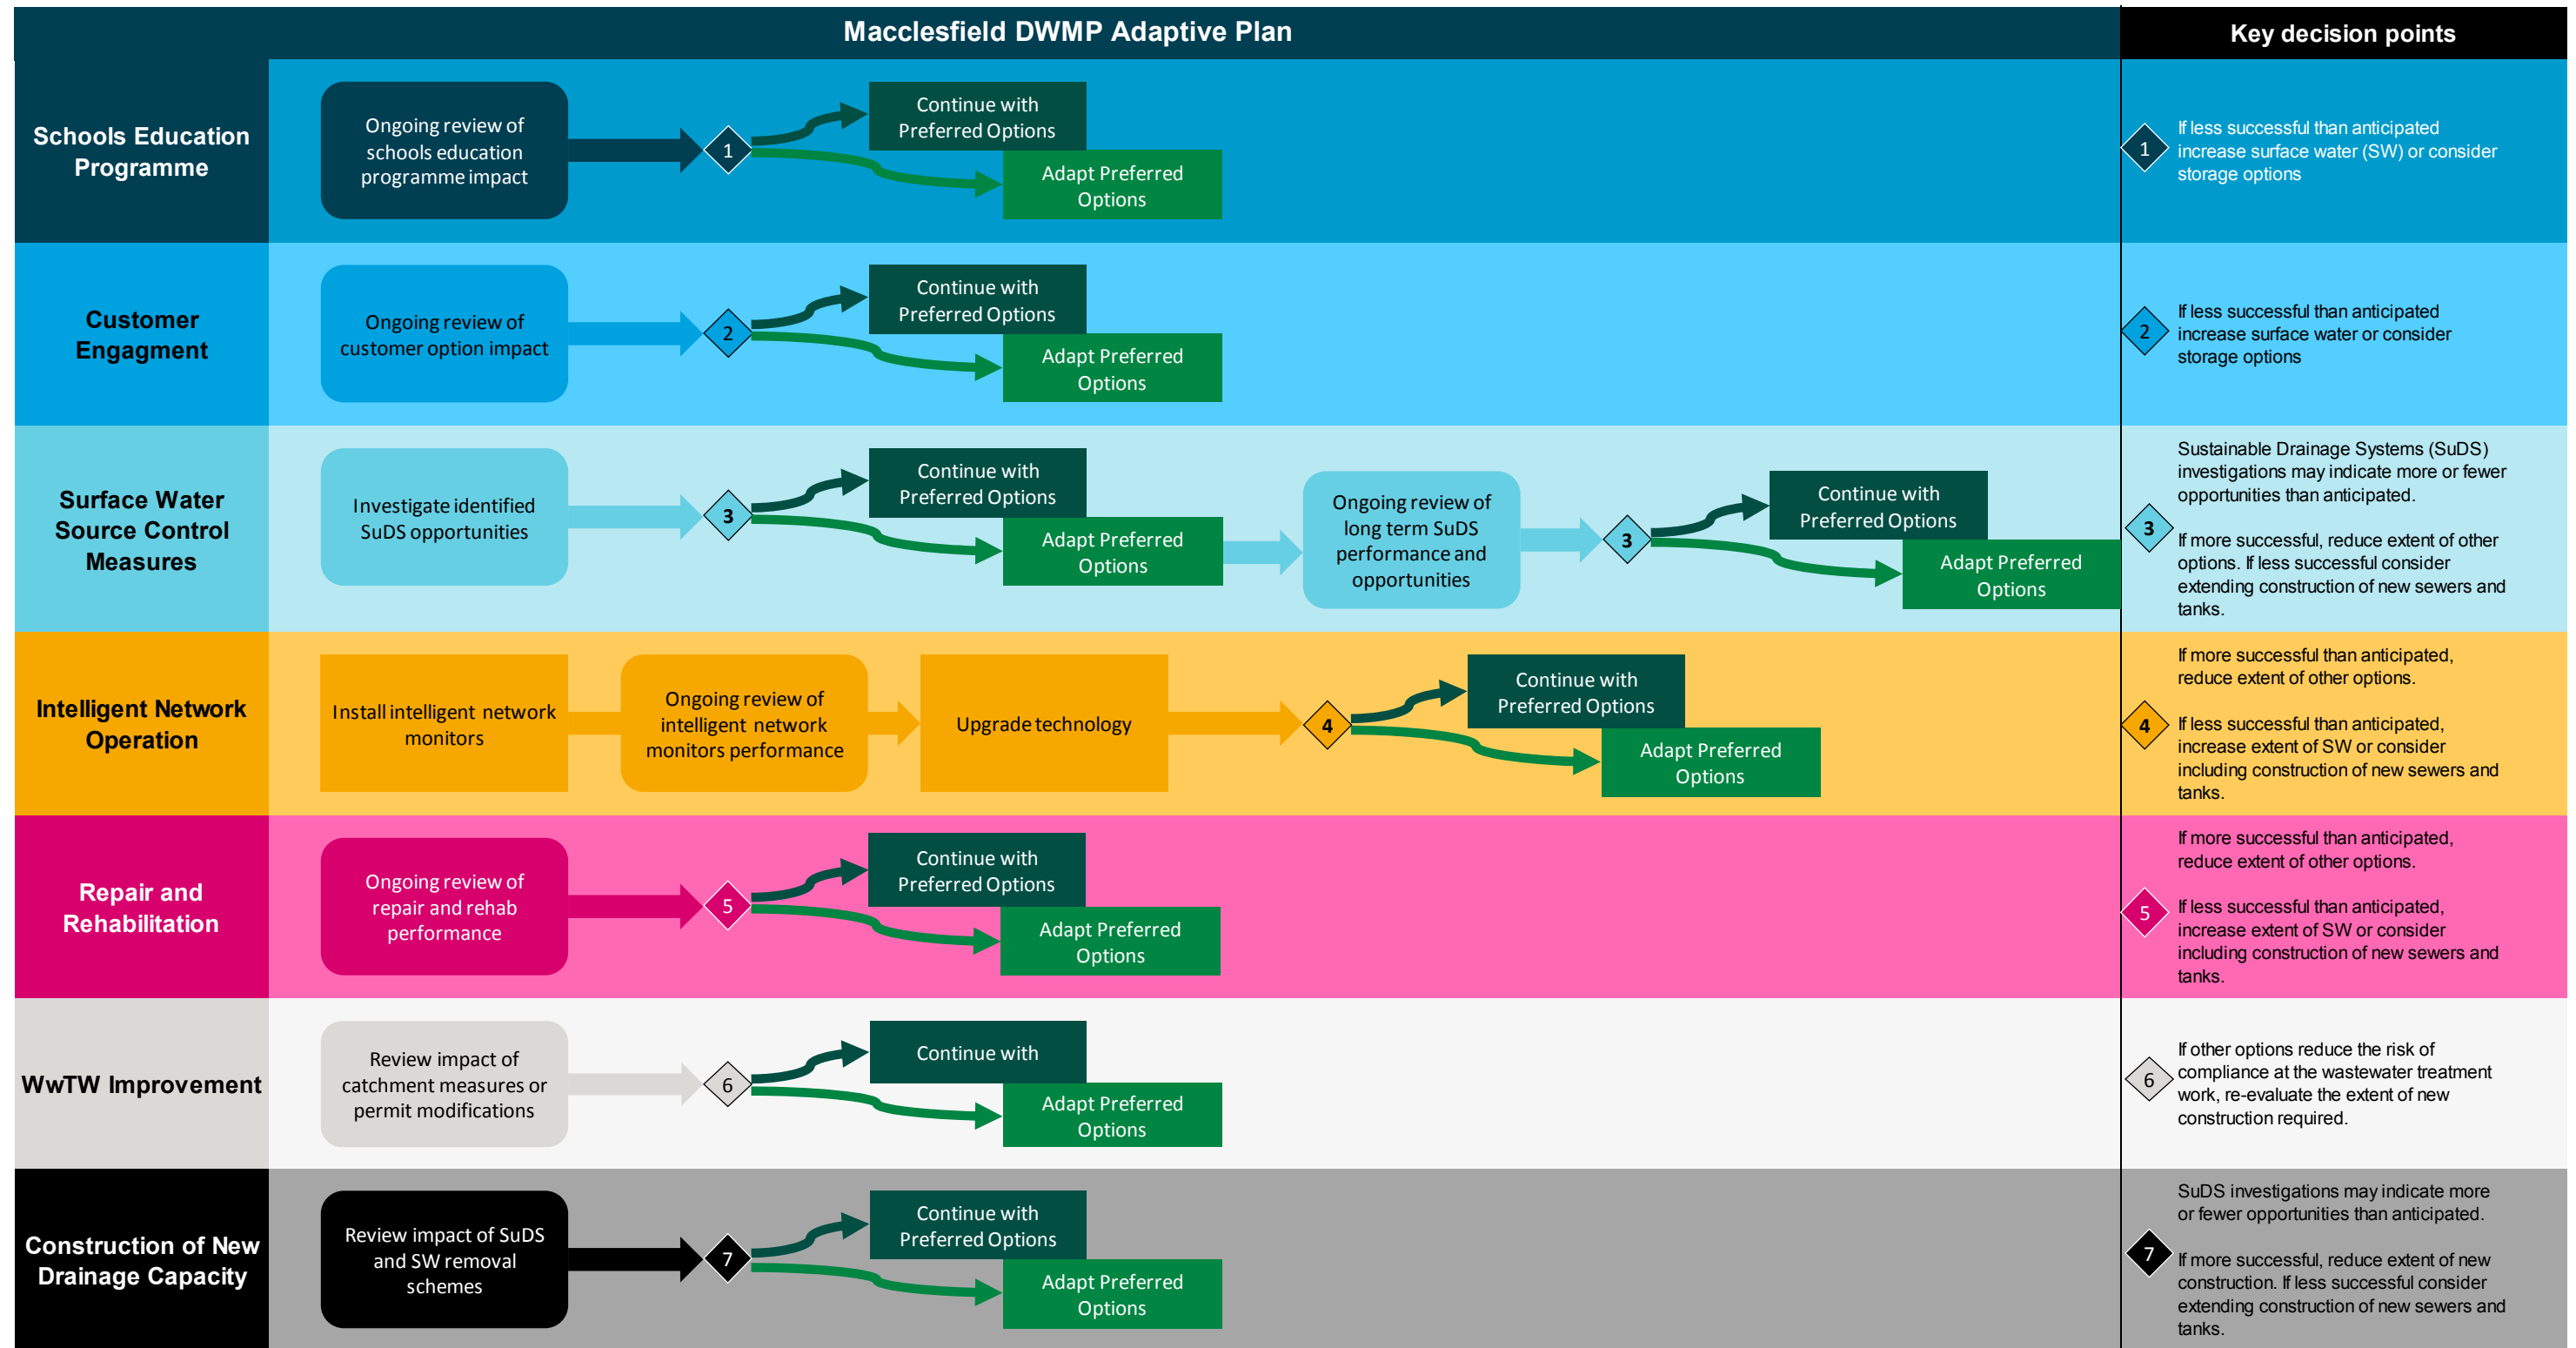 Macclesfield DWMP Adaptive Plan
Key decision points
Schools Education
Programme
Ongoing review of
schools education
programme impact
1
Continue with
Preferred Options
Adapt Preferred
Options
1
If less successful than anticipated
increase surface water (SW) or consider
storage options
Customer
Engagment
Ongoing review of
customer option impact
2
Continue with
Preferred Options
Adapt Preferred
Options
2
If less successful than anticipated
increase surface water or consider
storage options
Surface Water
Source Control
Measures
Investigate identified
SuDS opportunities
3
Continue with
Preferred Options
Adapt Preferred
Options
Ongoing review of
long term SuDS
performance and
opportunities
3
Continue with
Preferred Options
Adapt Preferred
Options
3
Sustainable Drainage Systems (SuDS)
investigations may indicate more or fewer
opportunities than anticipated.
If more successful, reduce extent of other
options. If less successful consider
extending construction of new sewers and
tanks.
Intelligent Network
Operation
Install intelligent network
monitors
Ongoing review of
intelligent network
monitors performance
Upgrade technology
4
Continue with
Preferred Options
Adapt Preferred
Options
4
If more successful than anticipated,
reduce extent of other options.
If less successful than anticipated,
increase extent of SW or consider
including construction of new sewers and
tanks.
Repair and
Rehabilitation
Ongoing review of
repair and rehab
performance
5
Continue with
Preferred Options
Adapt Preferred
Options
5
If more successful than anticipated,
reduce extent of other options.
If less successful than anticipated,
increase extent of SW or consider
including construction of new sewers and
tanks.
WwTW Improvement
Review impact of
catchment measures or
permit modifications
6
Continue with
Adapt Preferred
Options
6
If other options reduce the risk of
compliance at the wastewater treatment
work, re-evaluate the extent of new
construction required.
Construction of New
Drainage Capacity
Review impact of SuDS
and SW removal
schemes
7
Continue with
Preferred Options
Adapt Preferred
Options
7
SuDS investigations may indicate more
or fewer opportunities than anticipated.
If more successful, reduce extent of new
construction. If less successful consider
extending construction of new sewers and
tanks.